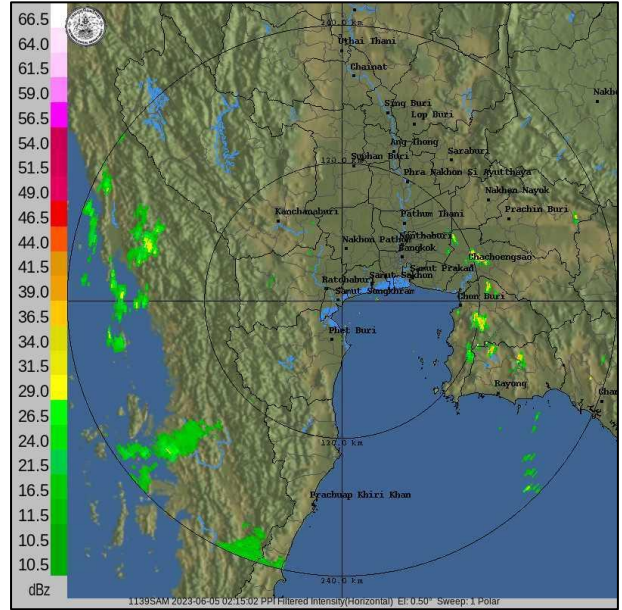 66.5
64.0
61.5
59.0
56.5
54.0
51.5
49.0
46.5
44.0
41.5
39.0
36.5
34.0
31.5
29.0
26.5
24.0
21.5
16.5
10.5
10.5
dBz
240.0 km
Uthai Thani
Chainat
Nakho
Sing Buri
Lop Buri
Ang Thong
Saraburi
120.0 km
Suphan Buri
Phra Nakhon Si Ayutthaya
Nakhon Nayok
Kanchanaburi
Pathum Thani
Prachin Buri
Nonthaburi
Nakhon Pathom
Bangkok
Chachoengsao
Samut Prakan
Samut Sakhon
Ratchaburi
Samut Songkhram
Chon Buri
Phet Buri
Rayong
Chan
120.0 km
Prachuap Khiri Khan
240.0 km
1139SAM 2023-06-05 02:15:02 PPI Filtered Intensity(Horizontal) El: 0.50° Sweep: 1 Polar